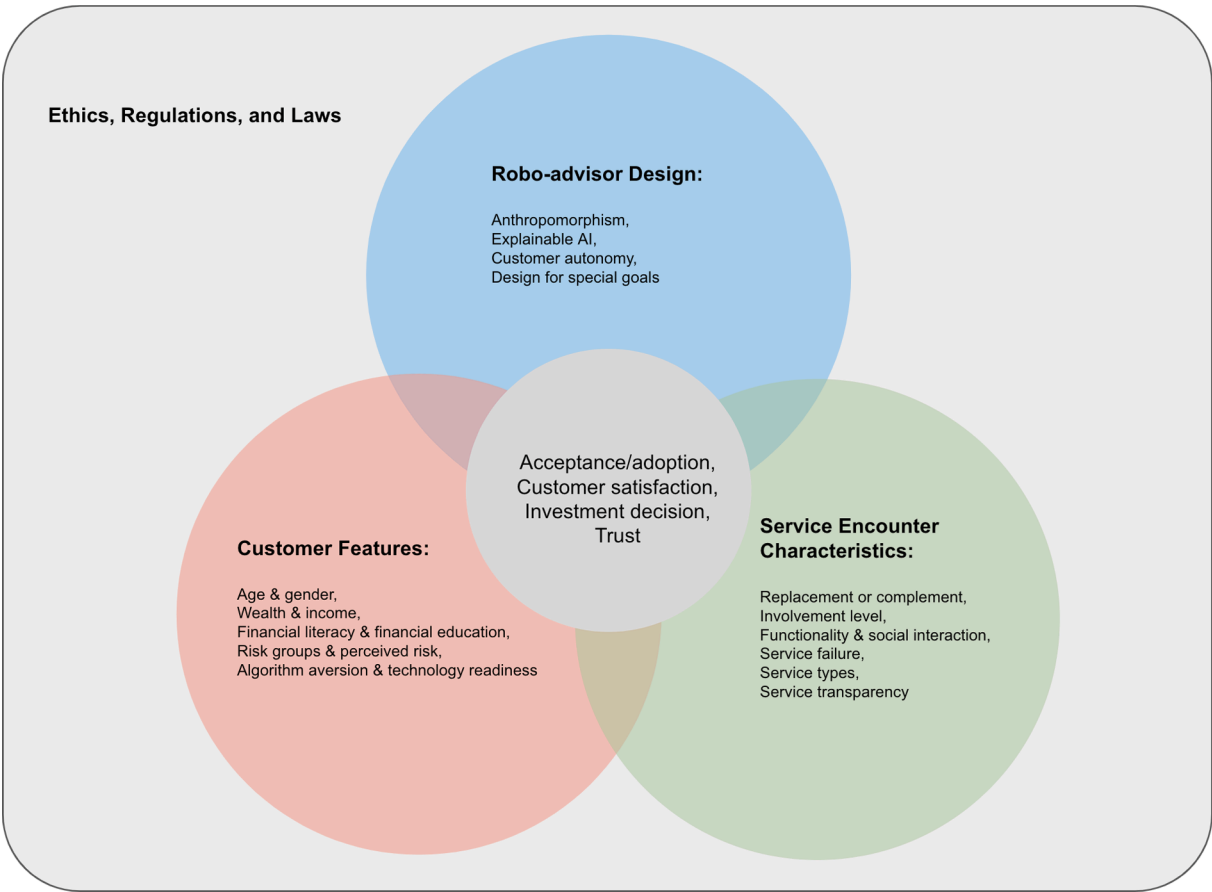 Ethics, Regulations, and Laws
Robo-advisor Design:
Anthropomorphism,
Explainable AI,
Customer autonomy,
Design for special goals
Acceptance/adoption,
Customer satisfaction,
Investment decision,
Trust
Customer Features:
Age & gender,
Wealth & income,
Financial literacy & financial education,
Risk groups & perceived risk,
Algorithm aversion & technology readiness
Service Encounter
Characteristics:
Replacement or complement,
Involvement level,
Functionality & social interaction,
Service failure,
Service types,
Service transparency